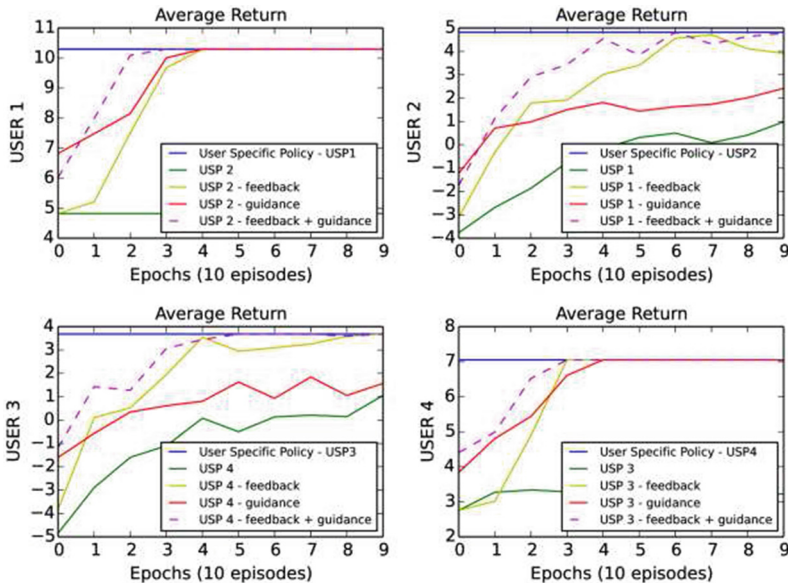 Average Return
USER 1
11
10
9
8
7
6
5
4
User Specific Policy - USP1
USP 2
USP 2 - feedback
USP 2 - guidance
USP 2 - feedback + guidance
0 1 2 3 4 5 6 7 8 9
Epochs (10 episodes)
Average Return
USER 2
5
4
3
2
1
0
−1
−2
−3
−4
User Specific Policy - USP2
USP 1
USP 1 - feedback
USP 1 - guidance
USP 1 - feedback + guidance
0 1 2 3 4 5 6 7 8 9
Epochs (10 episodes)
Average Return
USER 3
4
3
2
1
0
−1
−2
−3
−4
−5
User Specific Policy - USP3
USP 4
USP 4 - feedback
USP 4 - guidance
USP 4 - feedback + guidance
0 1 2 3 4 5 6 7 8 9
Epochs (10 episodes)
Average Return
USER 4
8
7
6
5
4
3
2
User Specific Policy - USP4
USP 3
USP 3 - feedback
USP 3 - guidance
USP 3 - feedback + guidance
0 1 2 3 4 5 6 7 8 9
Epochs (10 episodes)